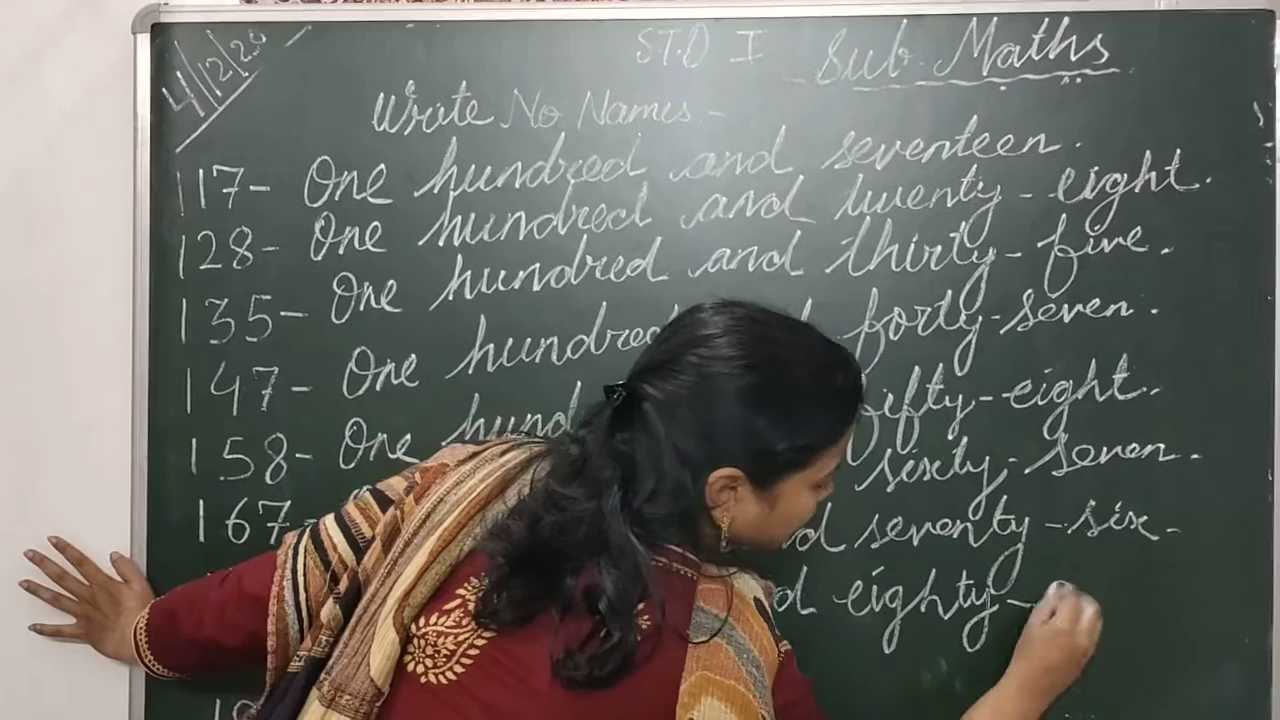 4/12/20
STD I Sub. Maths
Write No Names -
117- One hundred and seventeen.
128- One hundred and twenty-eight.
135- One hundred and thirty-five.
147- One hundred forty-seven.
158- One hund fifty-eight.
167- sixty-seven.
seventy-six-
eighty-